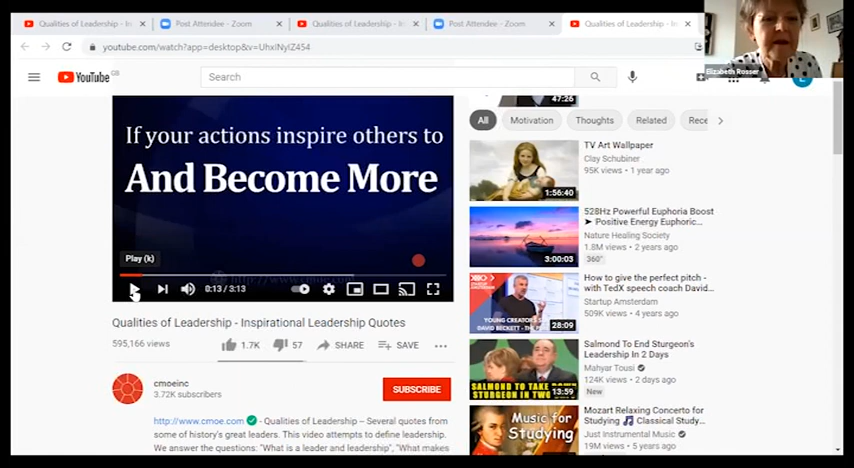 Qualities of Leadership - In
Post Attendee - Zoom
Qualities of Leadership - In
Post Attendee - Zoom
Qualities of Leadership - In
youtube.com/watch?app=desktop&v=UhxINyIZ454
Elizabeth Rosser
YouTube GB
Search
If your actions inspire others to
And Become More
Play (k)
http://www.cmoe.com
0:13 / 3:13
Qualities of Leadership - Inspirational Leadership Quotes
595,166 views
1.7K
57
SHARE
SAVE
cmoeinc
3.72K subscribers
SUBSCRIBE
http://www.cmoe.com - Qualities of Leadership – Several quotes from
some of history's great leaders. This video attempts to define leadership.
We answer the questions: "What is a leader and leadership", "What makes
47:26
All
Motivation
Thoughts
Related
Rece
1:56:40
TV Art Wallpaper
Clay Schubiner
95K views • 1 year ago
3:00:03
528Hz Powerful Euphoria Boost
➤ Positive Energy Euphoric...
Nature Healing Society
1.8M views • 2 years ago
360°
YOUNG CREATORS
DAVID BECKETT - THE
28:09
How to give the perfect pitch -
with TedX speech coach David...
Startup Amsterdam
509K views • 4 years ago
SALMOND TO TAKE
STURGEON IN TWO
13:59
Salmond To End Sturgeon's
Leadership In 2 Days
Mahyar Tousi
124K views • 2 days ago
New
Music for
Studying
Mozart Relaxing Concerto for
Studying 🎵 Classical Study...
Just Instrumental Music
19M views • 5 years ago